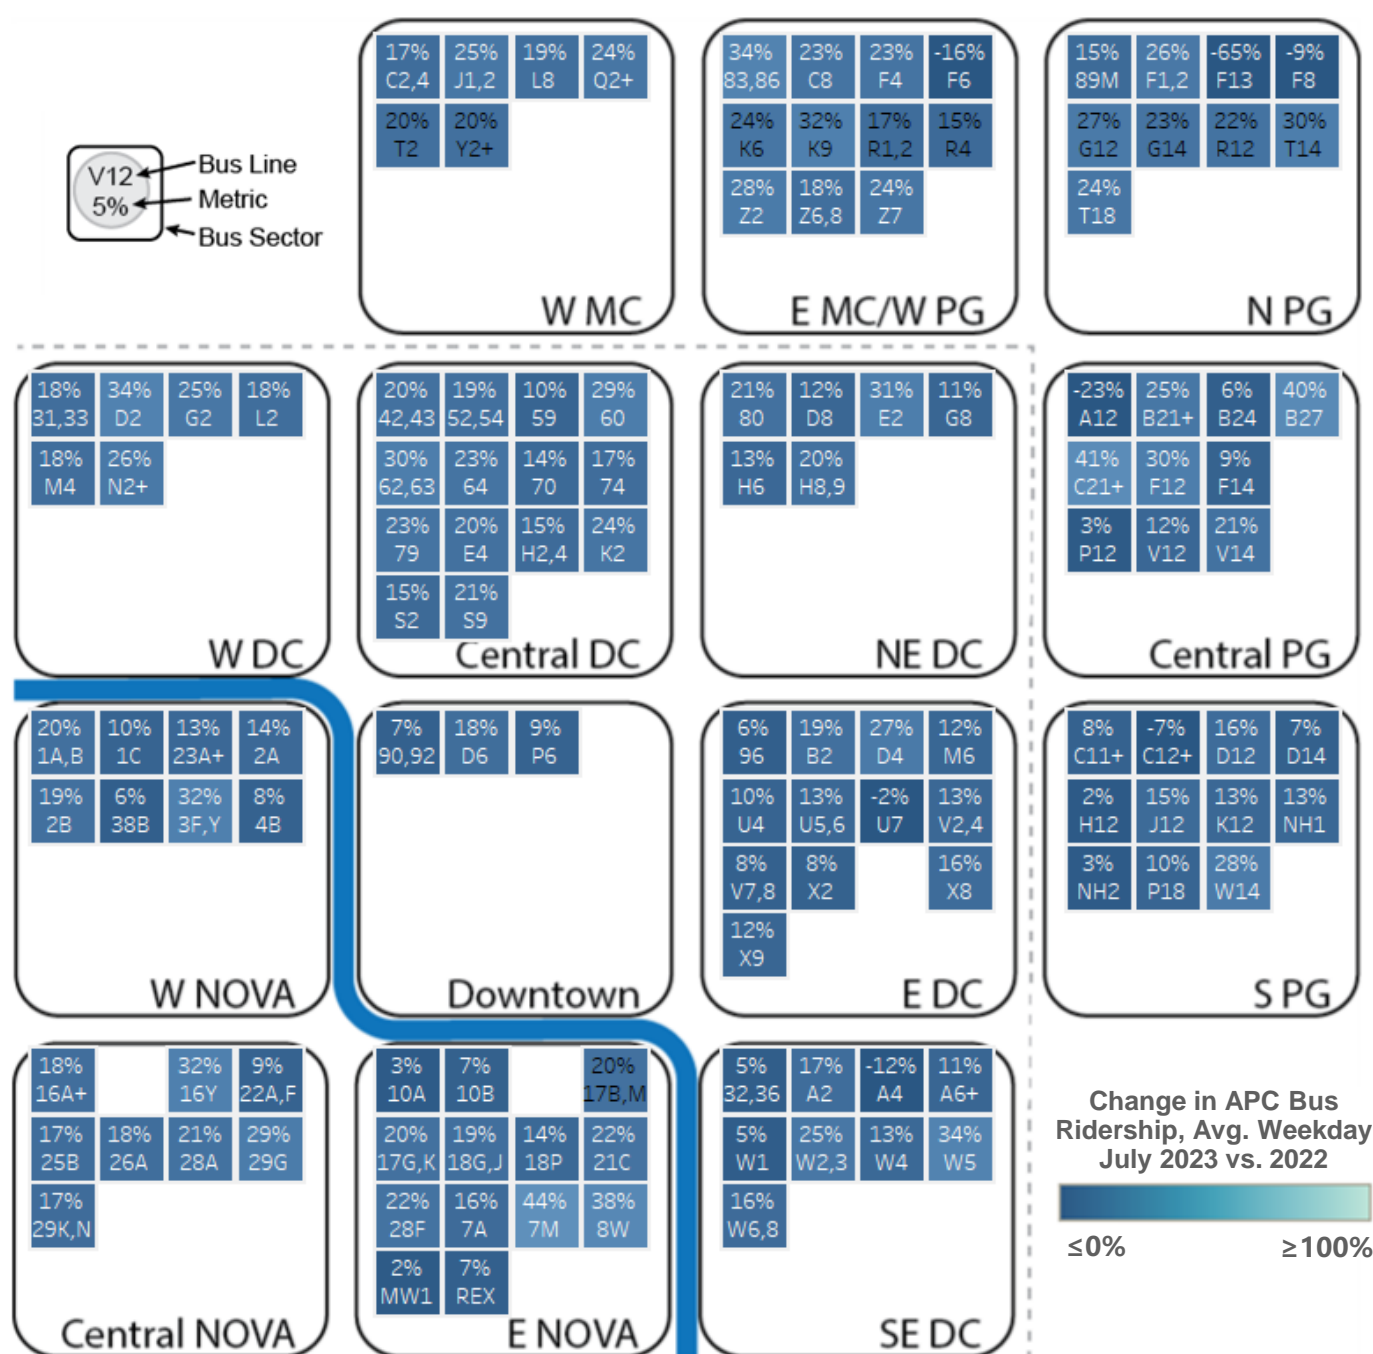 V12
5%
Bus Line
Metric
Bus Sector
17% 25% 19% 24%
C2,4 J1,2 L8 Q2+
20% 20%
T2 Y2+
W MC
34% 23% 23% -16%
83,86 C8 F4 F6
24% 32% 17% 15%
K6 K9 R1,2 R4
28% 18% 24%
Z2 Z6,8 Z7
E MC/W PG
15% 26% -65% -9%
89M F1,2 F13 F8
27% 23% 22% 30%
G12 G14 R12 T14
24%
T18
N PG
18% 34% 25% 18%
31,33 D2 G2 L2
18% 26%
M4 N2+
W DC
20% 19% 10% 29%
42,43 52,54 59 60
30% 23% 14% 17%
62,63 64 70 74
23% 20% 15% 24%
79 E4 H2,4 K2
15% 21%
S2 S9
Central DC
21% 12% 31% 11%
80 D8 E2 G8
13% 20%
H6 H8,9
NE DC
-23% 25% 6% 40%
A12 B21+ B24 B27
41% 30% 9%
C21+ F12 F14
3% 12% 21%
P12 V12 V14
Central PG
20% 10% 13% 14%
1A,B 1C 23A+ 2A
19% 6% 32% 8%
2B 38B 3F,Y 4B
W NOVA
7% 18% 9%
90,92 D6 P6
Downtown
6% 19% 27% 12%
96 B2 D4 M6
10% 13% -2% 13%
U4 U5,6 U7 V2,4
8% 8% 16%
V7,8 X2 X8
12%
X9
E DC
8% -7% 16% 7%
C11+ C12+ D12 D14
2% 15% 13% 13%
H12 J12 K12 NH1
3% 10% 28%
NH2 P18 W14
S PG
18% 32% 9%
16A+ 16Y 22A,F
17% 18% 21% 29%
25B 26A 28A 29G
17%
29K,N
Central NOVA
3% 7% 20%
10A 10B 17B,M
20% 19% 14% 22%
17G,K 18G,J 18P 21C
22% 16% 44% 38%
28F 7A 7M 8W
2% 7%
MW1 REX
E NOVA
5% 17% -12% 11%
32,36 A2 A4 A6+
5% 25% 13% 34%
W1 W2,3 W4 W5
16%
W6,8
SE DC
Change in APC Bus
Ridership, Avg. Weekday
July 2023 vs. 2022
≤0% ≥100%